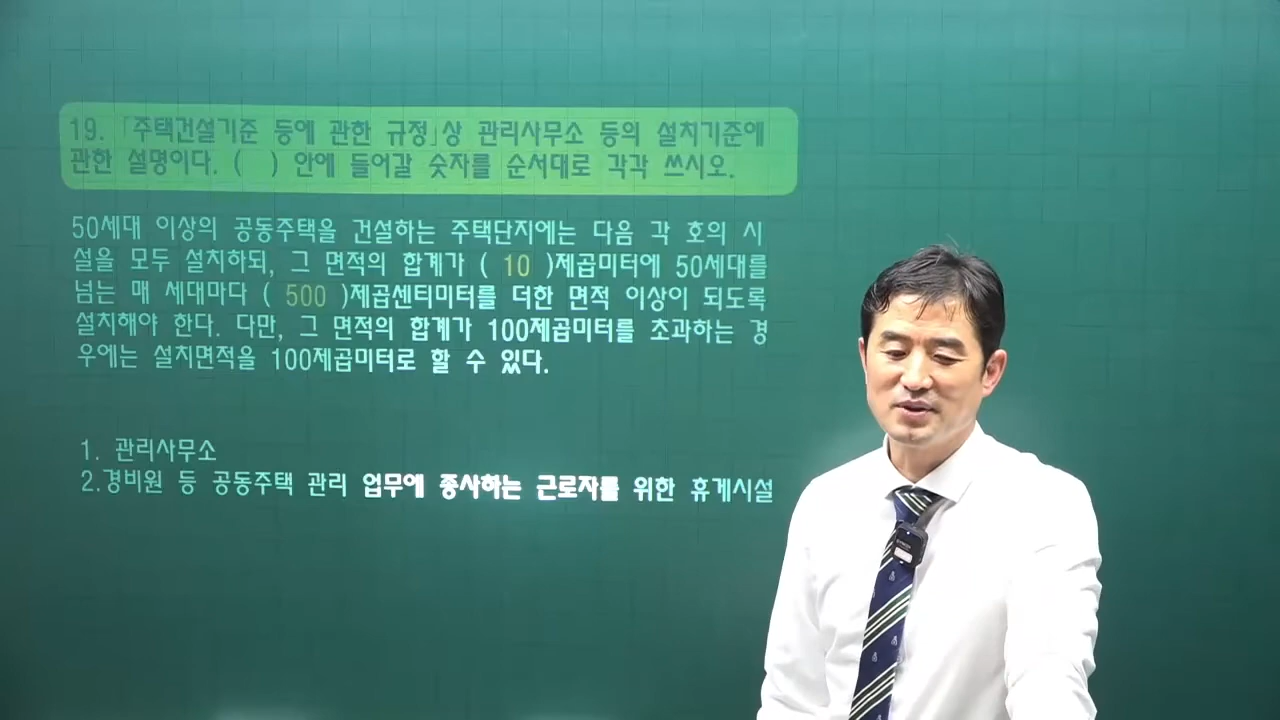 19. 「주택건설기준 등에 관한 규정」상 관리사무소 등의 설치기준에
관한 설명이다. (   ) 안에 들어갈 숫자를 순서대로 각각 쓰시오.
50세대 이상의 공동주택을 건설하는 주택단지에는 다음 각 호의 시
설을 모두 설치하되, 그 면적의 합계가 ( 10 )제곱미터에 50세대를
넘는 매 세대마다 ( 500 )제곱센티미터를 더한 면적 이상이 되도록
설치해야 한다. 다만, 그 면적의 합계가 100제곱미터를 초과하는 경
우에는 설치면적을 100제곱미터로 할 수 있다.
1. 관리사무소
2.경비원 등 공동주택 관리 업무에 종사하는 근로자를 위한 휴게시설